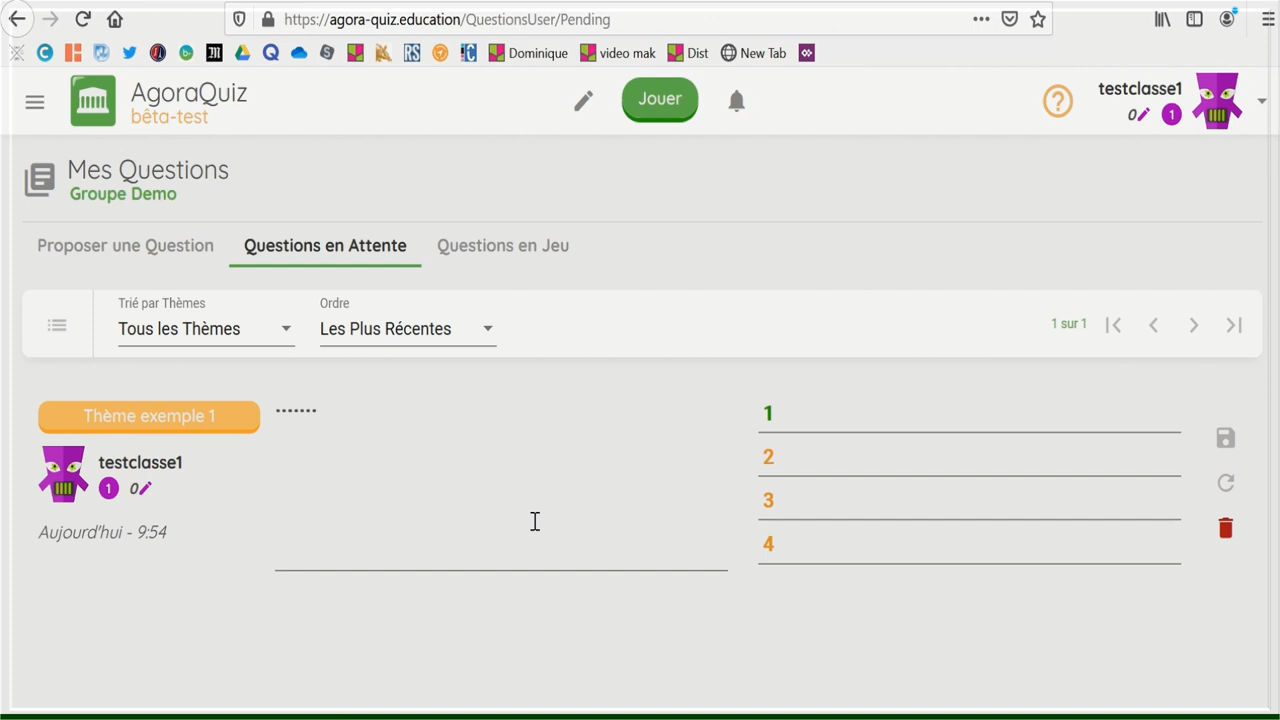 https://agora-quiz.education/QuestionsUser/Pending
Dominique
video mak
Dist
New Tab
AgoraQuiz
bêta-test
Jouer
testclasse1
0
1
Mes Questions
Groupe Demo
Proposer une Question
Questions en Attente
Questions en Jeu
Trié par Thèmes
Tous les Thèmes
Ordre
Les Plus Récentes
1 sur 1
Thème exemple 1
.......
testclasse1
1
0
Aujourd'hui - 9:54
1
2
3
4